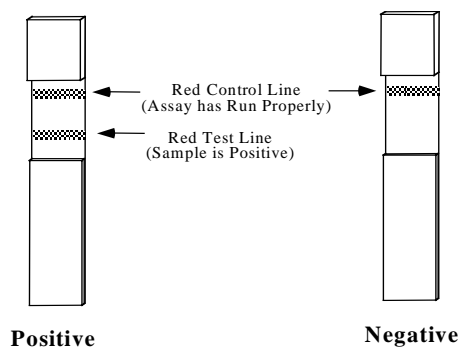 Red Control Line
(Assay has Run Properly)
Red Test Line
(Sample is Positive)
Positive
Negative